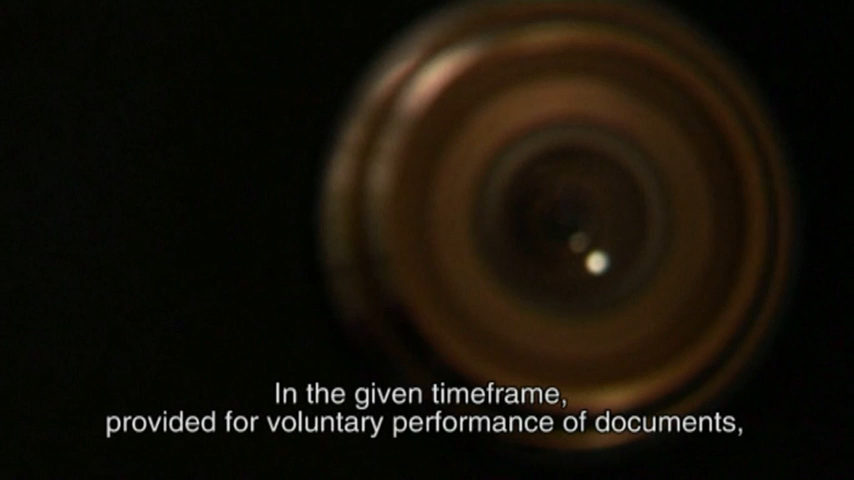 In the given timeframe,
provided for voluntary performance of documents,